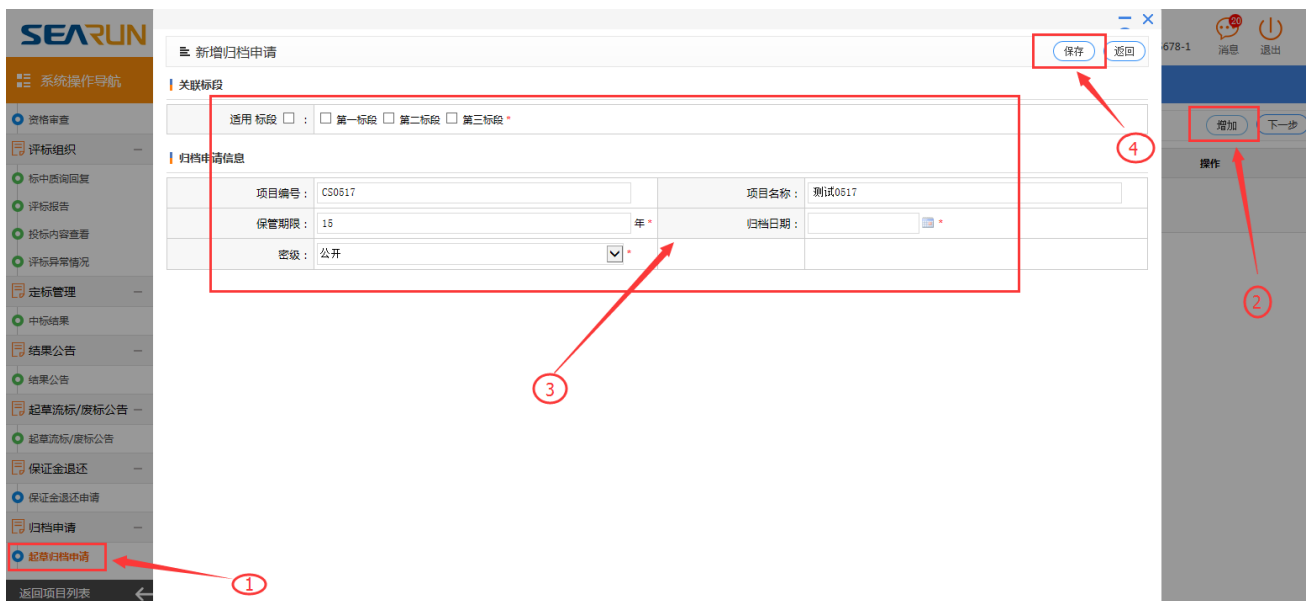 SEARUN
系统操作导航
资格审查
评标组织
标中质询回复
评标报告
投标内容查看
评标异常情况
定标管理
中标结果
结果公告
结果公告
起草流标/废标公告
起草流标/废标公告
保证金退还
保证金退还申请
归档申请
起草归档申请
返回项目列表
新增归档申请
保存 返回
关联标段
适用 标段 : 第一标段 第二标段 第三标段 *
归档申请信息
项目编号: CS0517 项目名称: 测试0517
保管期限: 15 年 * 归档日期: *
密级: 公开 *
678-1
20
消息 退出
增加 下一步
操作
1
2
3
4